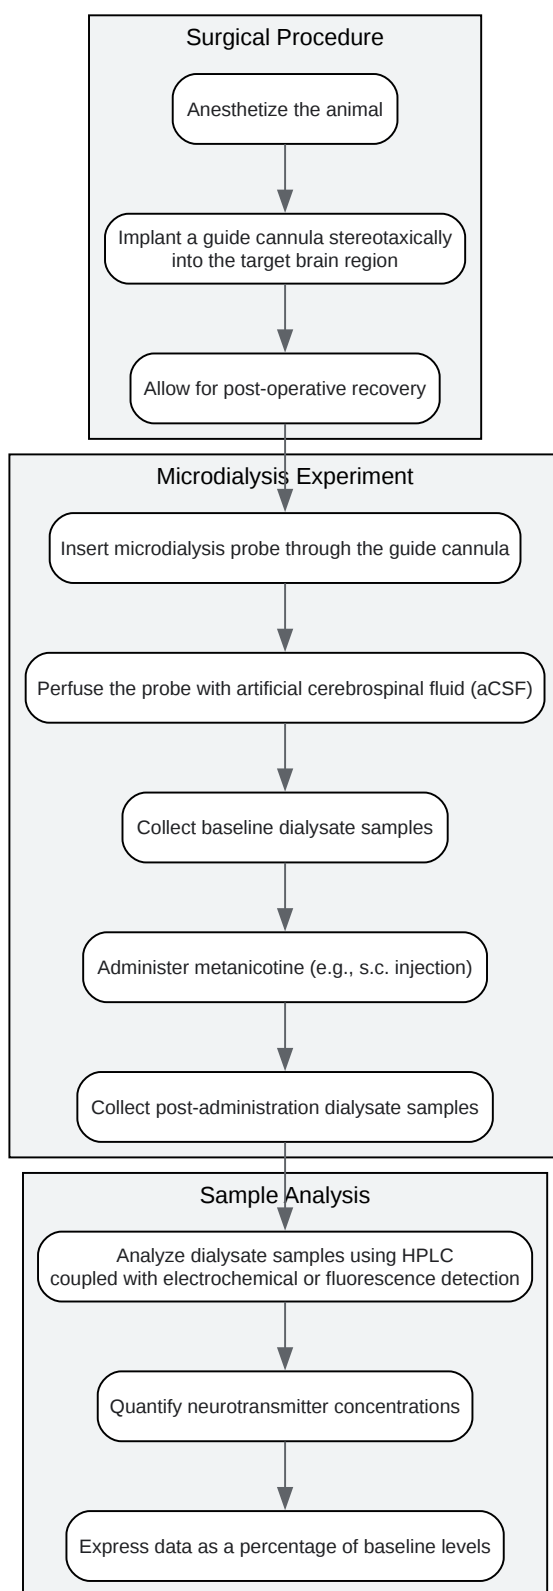 Surgical Procedure
Anesthetize the animal
Implant a guide cannula stereotaxically
into the target brain region
Allow for post-operative recovery
Microdialysis Experiment
Insert microdialysis probe through the guide cannula
Perfuse the probe with artificial cerebrospinal fluid (aCSF)
Collect baseline dialysate samples
Administer metanicotine (e.g., s.c. injection)
Collect post-administration dialysate samples
Sample Analysis
Analyze dialysate samples using HPLC
coupled with electrochemical or fluorescence detection
Quantify neurotransmitter concentrations
Express data as a percentage of baseline levels